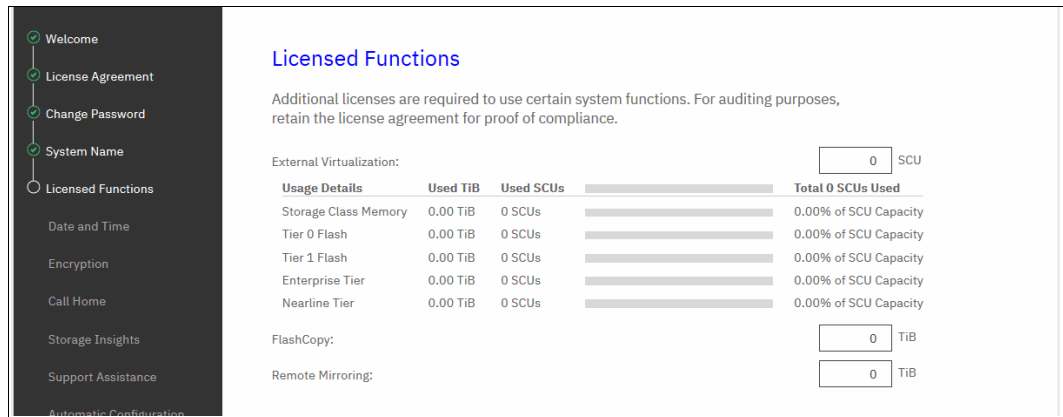 Welcome
License Agreement
Change Password
System Name
Licensed Functions
Date and Time
Encryption
Call Home
Storage Insights
Support Assistance
Automatic Configuration
Licensed Functions
Additional licenses are required to use certain system functions. For auditing purposes,
retain the license agreement for proof of compliance.
External Virtualization: 0 SCU
Usage Details Used TiB Used SCUs Total 0 SCUs Used
Storage Class Memory 0.00 TiB 0 SCUs 0.00% of SCU Capacity
Tier 0 Flash 0.00 TiB 0 SCUs 0.00% of SCU Capacity
Tier 1 Flash 0.00 TiB 0 SCUs 0.00% of SCU Capacity
Enterprise Tier 0.00 TiB 0 SCUs 0.00% of SCU Capacity
Nearline Tier 0.00 TiB 0 SCUs 0.00% of SCU Capacity
FlashCopy: 0 TiB
Remote Mirroring: 0 TiB